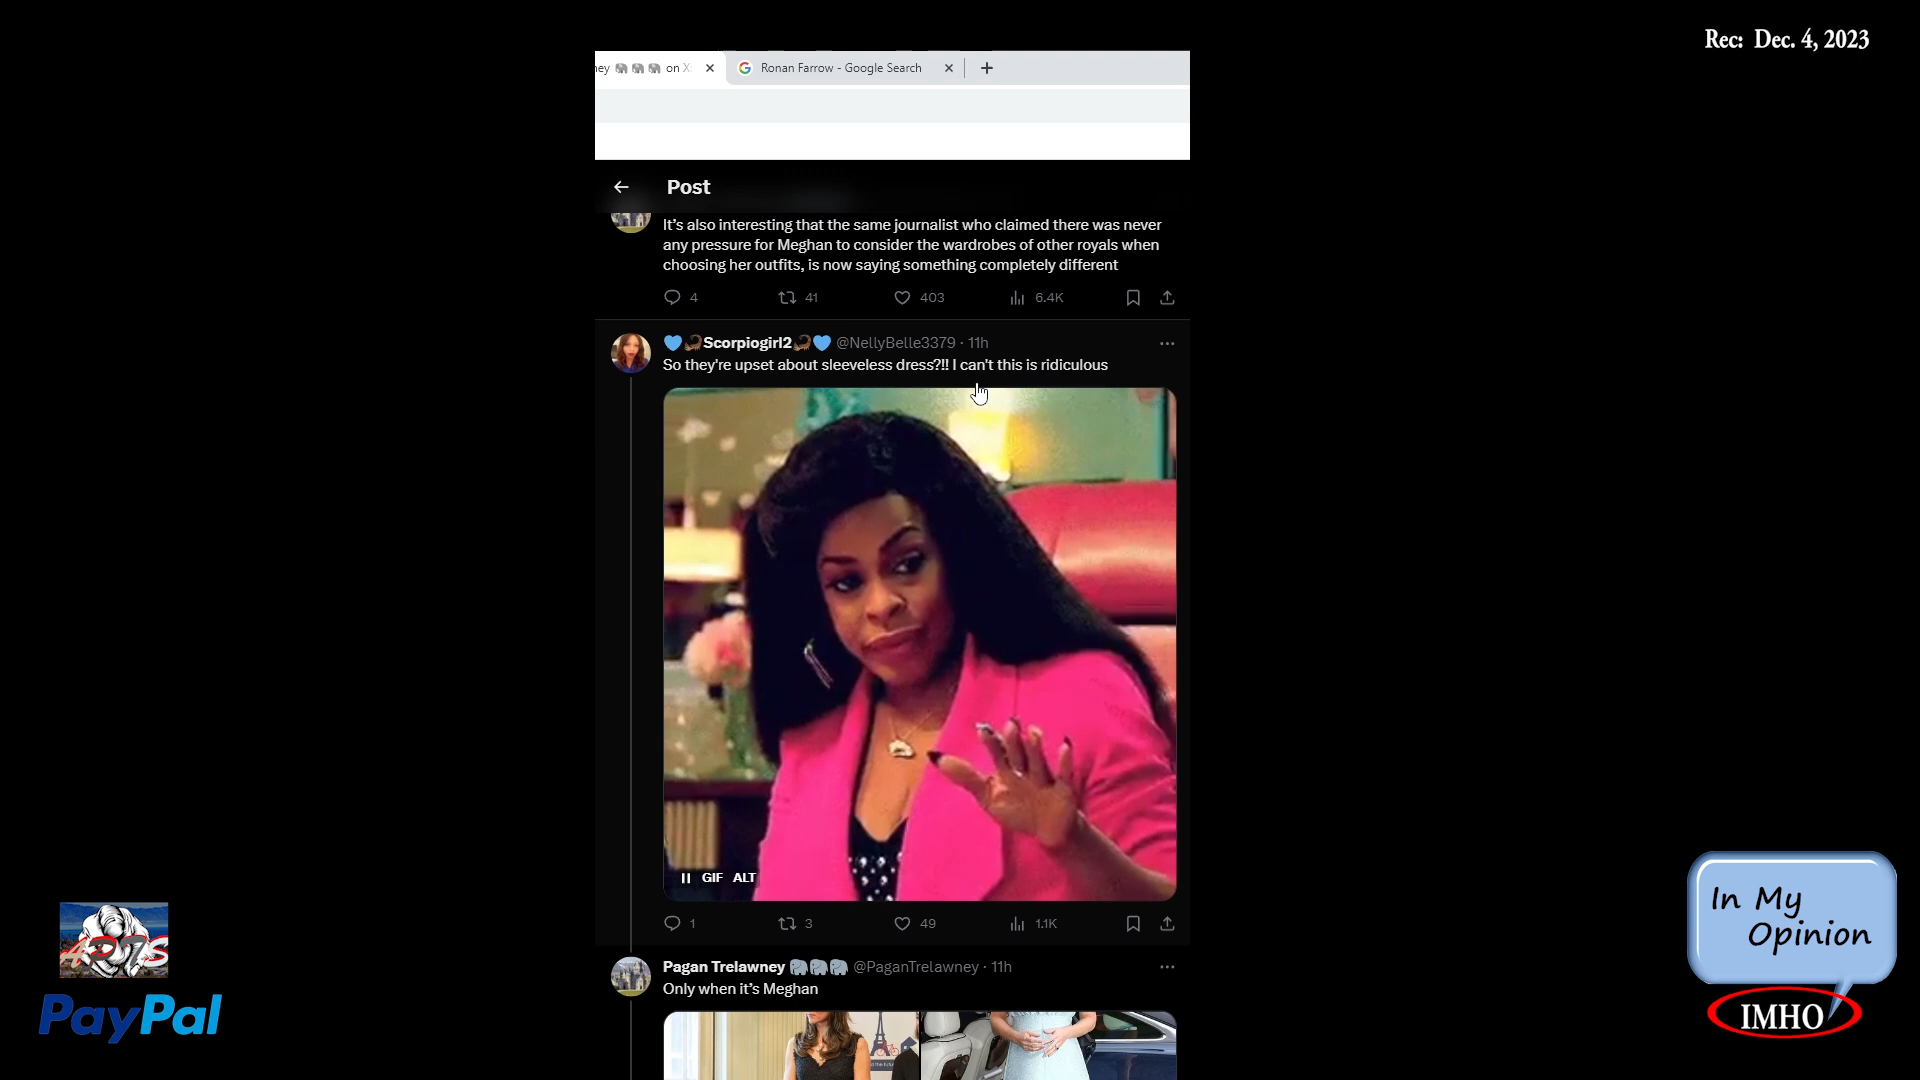 Rec: Dec. 4, 2023
ney 🐘🐘🐘 on X:
Ronan Farrow - Google Search
Post
It's also interesting that the same journalist who claimed there was never
any pressure for Meghan to consider the wardrobes of other royals when
choosing her outfits, is now saying something completely different
4 41 403 6.4K
💙🦂Scorpiogirl2🦂💙 @NellyBelle3379 · 11h
So they're upset about sleeveless dress?!! I can't this is ridiculous
GIF ALT
1 3 49 1.1K
Pagan Trelawney 🐘🐘🐘 @PaganTrelawney · 11h
Only when it's Meghan
PayPal
In My
Opinion
IMHO